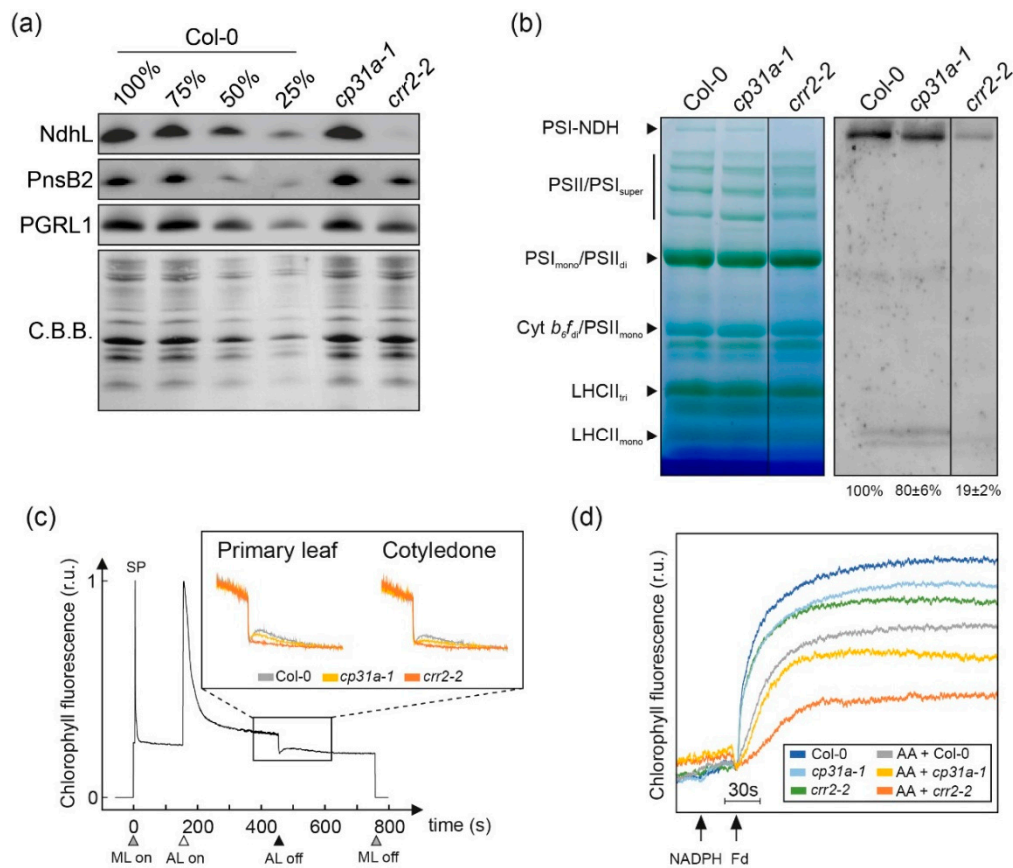 (a)
Col-0
100% 75% 50% 25% cp31a-1 crr2-2
NdhL
PnsB2
PGRL1
C.B.B.
(b)
Col-0 cp31a-1 crr2-2 Col-0 cp31a-1 crr2-2
PSI-NDH
PSII/PSIsuper
PSImono/PSIIdi
Cyt b6fdi/PSIImono
LHCIItri
LHCIImono
100% 80±6% 19±2%
(c)
Chlorophyll fluorescence (r.u.)
1
0
SP
Primary leaf Cotyledone
Col-0 cp31a-1 crr2-2
0 200 400 600 800 time (s)
ML on AL on AL off ML off
(d)
Chlorophyll fluorescence (r.u.)
30s
Col-0 AA + Col-0
cp31a-1 AA + cp31a-1
crr2-2 AA + crr2-2
NADPH Fd